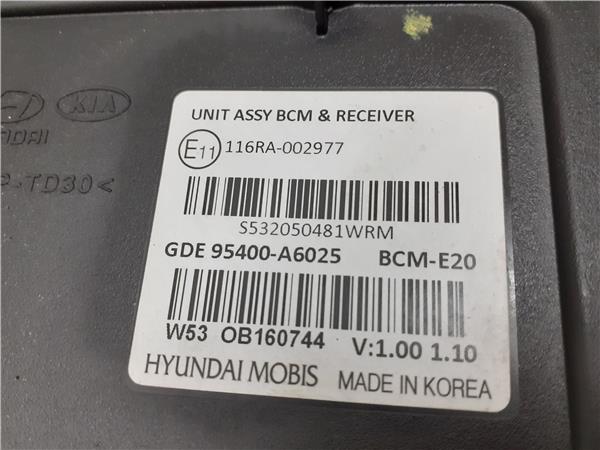 KIA
UNIT ASSY BCM & RECEIVER
E11 116RA-002977
-TD30<
S532050481WRM
GDE 95400-A6025 BCM-E20
W53 OB160744 V:1.00 1.10
HYUNDAI MOBIS MADE IN KOREA